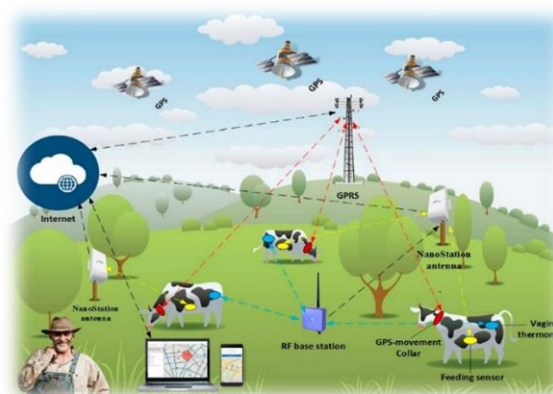 GPS
GPS
GPS
GPRS
Internet
NanoStation
antenna
NanoStation
antenna
RF base station
GPS-movement
Collar
Feeding sensor